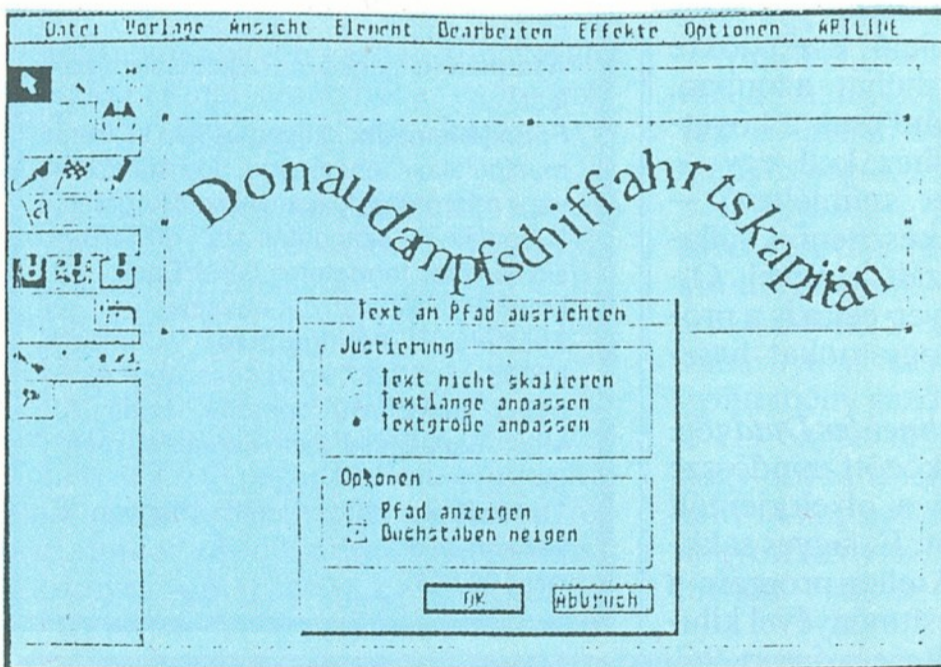 Datei Vorlage Ansicht Element Bearbeiten Effekte Optionen ARTLINE
a
Donaudampfschiffahrtskapitän
Text am Pfad ausrichten
Justierung
Text nicht skalieren
Textlänge anpassen
Textgröße anpassen
Optionen
Pfad anzeigen
Buchstaben neigen
OK Abbruch